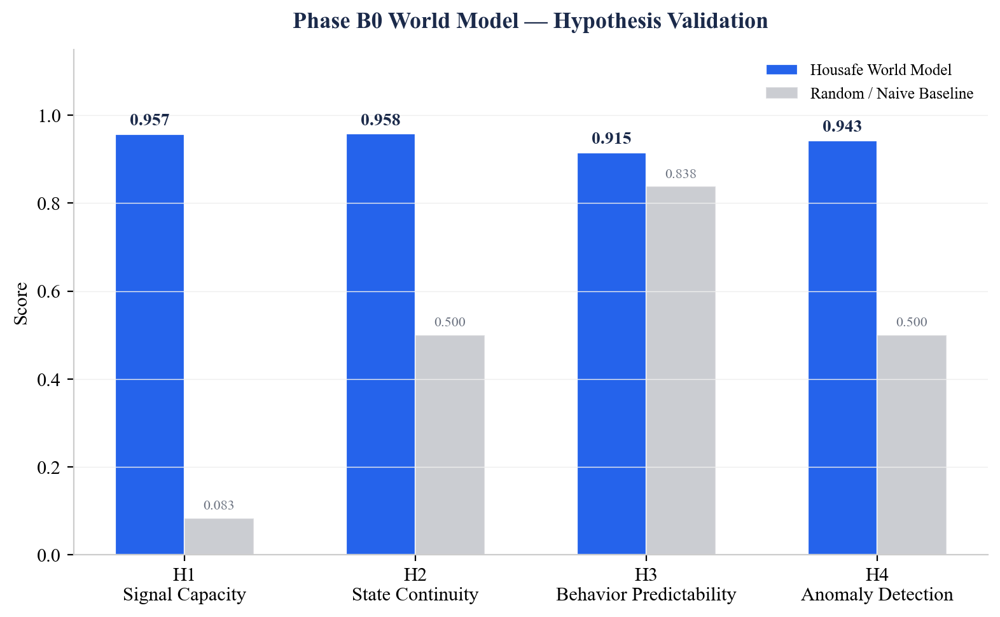 Phase B0 World Model — Hypothesis Validation
Housafe World Model
Random / Naive Baseline
Score
1.0
0.8
0.6
0.4
0.2
0.0
0.957
0.083
0.958
0.500
0.915
0.838
0.943
0.500
H1
Signal Capacity
H2
State Continuity
H3
Behavior Predictability
H4
Anomaly Detection